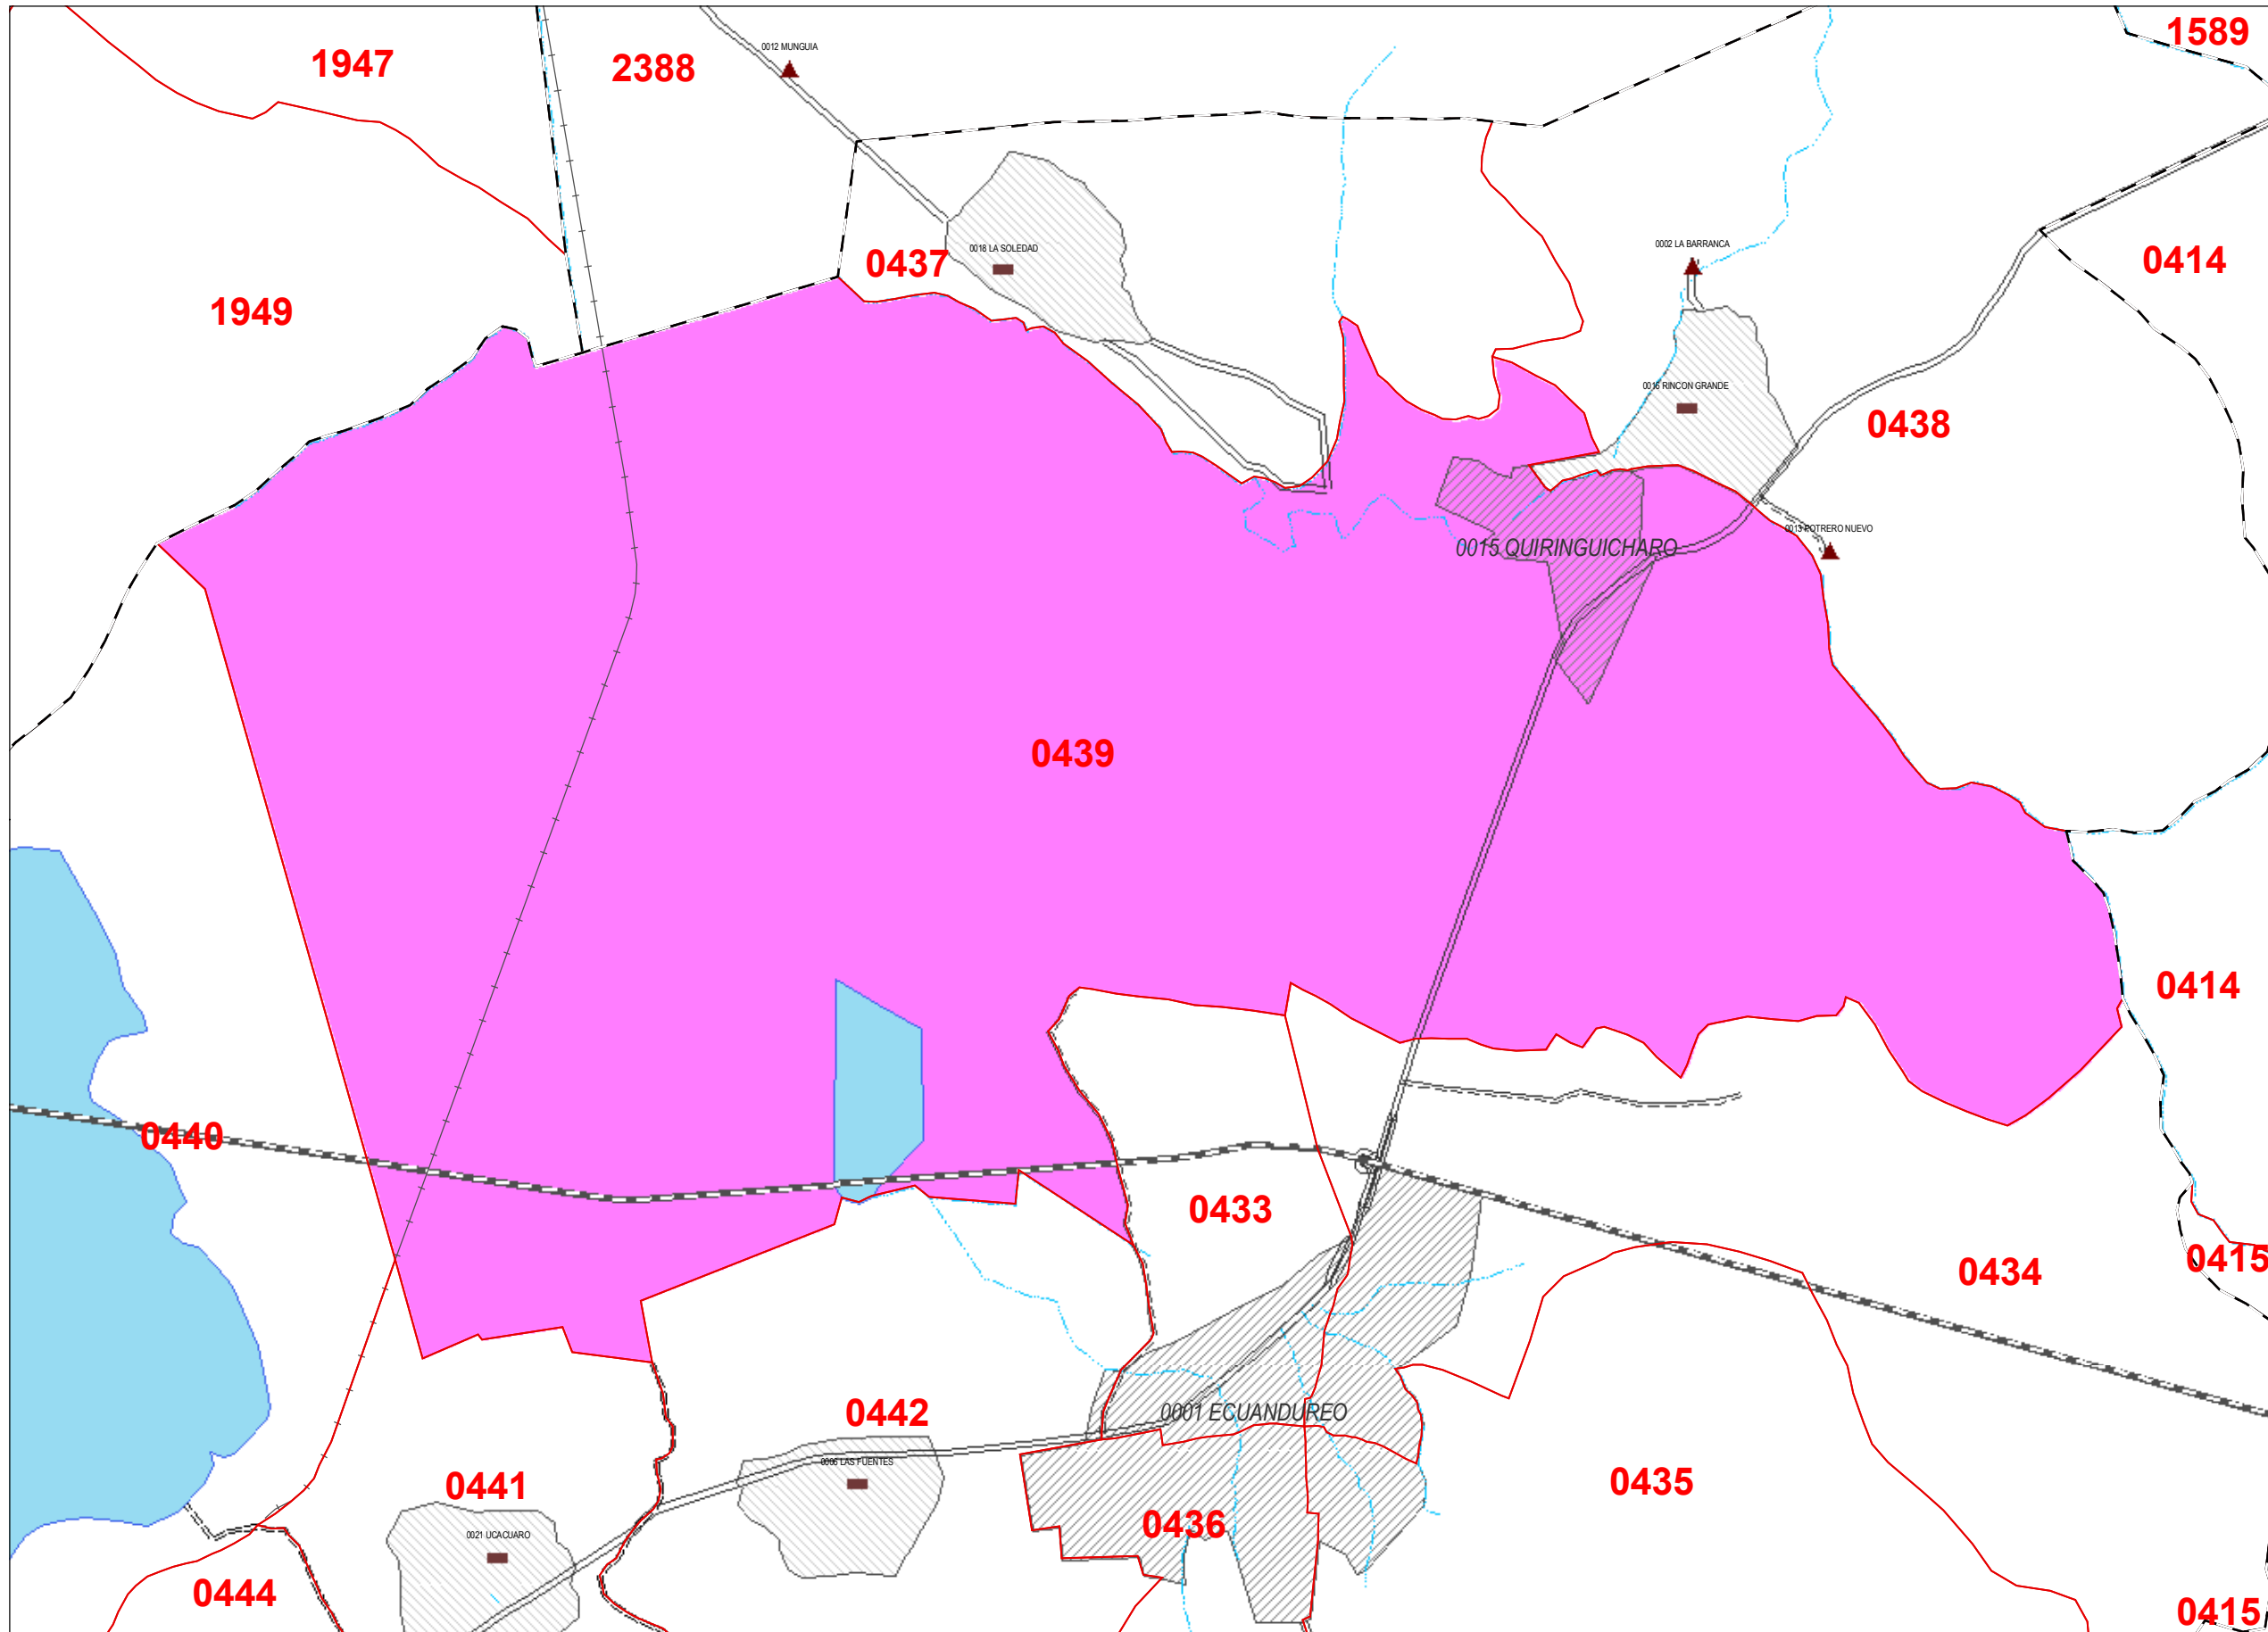 1589
0012 MUNGUIA
1947
2388
0002 LA BARRANCA
0018 LA SOLEDAD
0437
0414
1949
0016 RINCON GRANDE
0438
0013 POTRERO NUEVO
0015 QUIRINGUICHARO
0439
0414
0440
0433
0415
0434
0442
0001 ECUANDUREO
0006 LAS FUENTES
0435
0441
0436
0021 UCACUARO
0444
0415